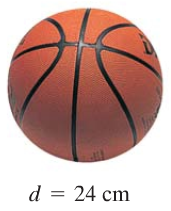 d = 24 cm